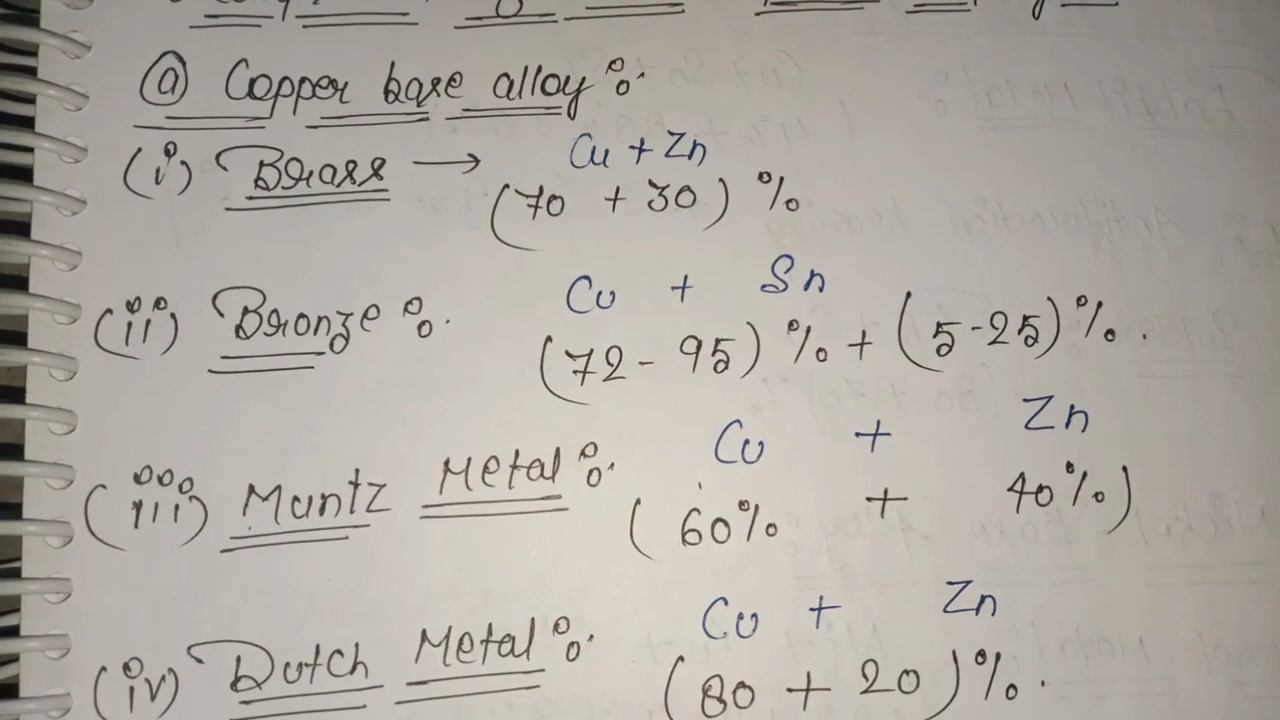 (a) Copper base alloy :-
(i) Brass → Cu + Zn
(70 + 30) %
(ii) Bronze :- Cu + Sn
(72 - 95) % + (5-25) %.
(iii) Muntz Metal :- Cu + Zn
(60% + 40%)
(iv) Dutch Metal :- Cu + Zn
(80 + 20) %.